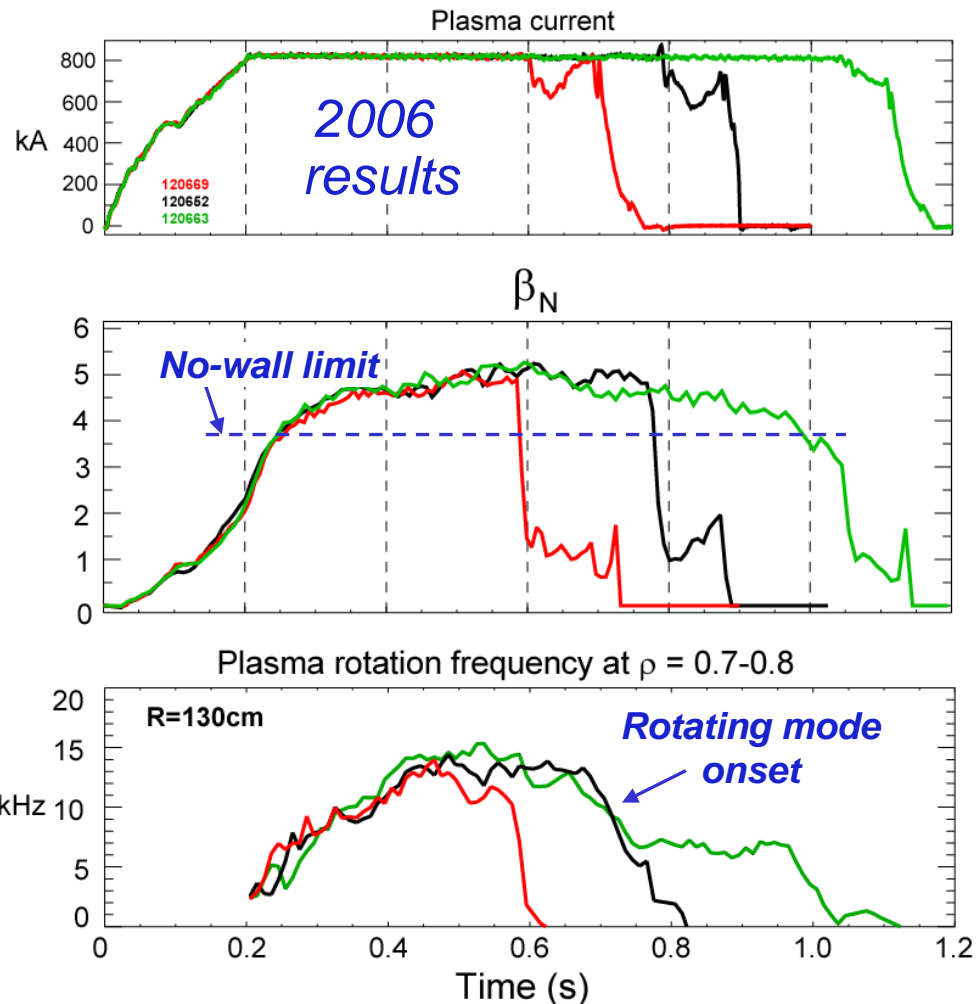 Plasma current
800
600
kA
400
200
0
2006
results
120669
120652
120663
βN
6
5
4
3
2
1
0
No-wall limit
Plasma rotation frequency at ρ = 0.7-0.8
20
15
kHz
10
5
0
R=130cm
Rotating mode
onset
0 0.2 0.4 0.6 0.8 1.0 1.2
Time (s)